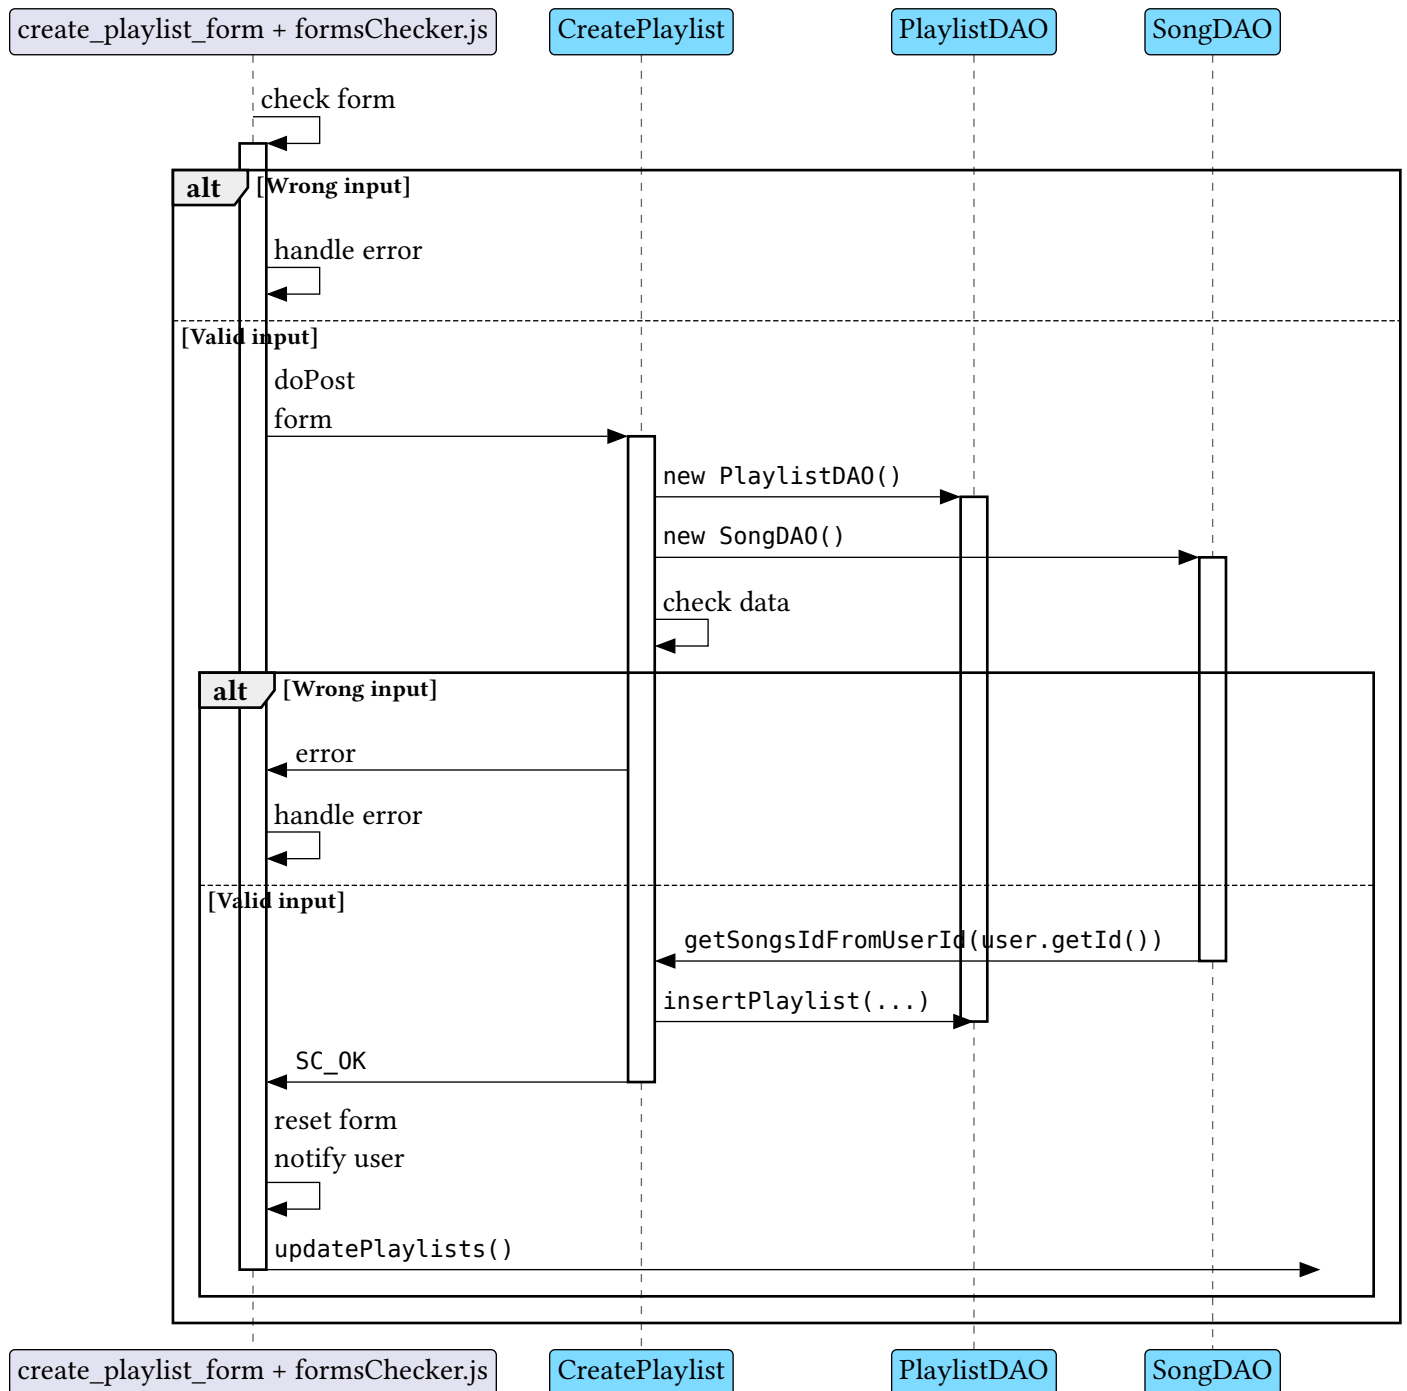 create_playlist_form + formsChecker.js
CreatePlaylist
PlaylistDAO
SongDAO
check form
alt
[Wrong input]
handle error
[Valid input]
doPost
form
new PlaylistDAO()
new SongDAO()
check data
alt
[Wrong input]
error
handle error
[Valid input]
getSongsIdFromUserId(user.getId())
insertPlaylist(...)
SC_OK
reset form
notify user
updatePlaylists()
create_playlist_form + formsChecker.js
CreatePlaylist
PlaylistDAO
SongDAO